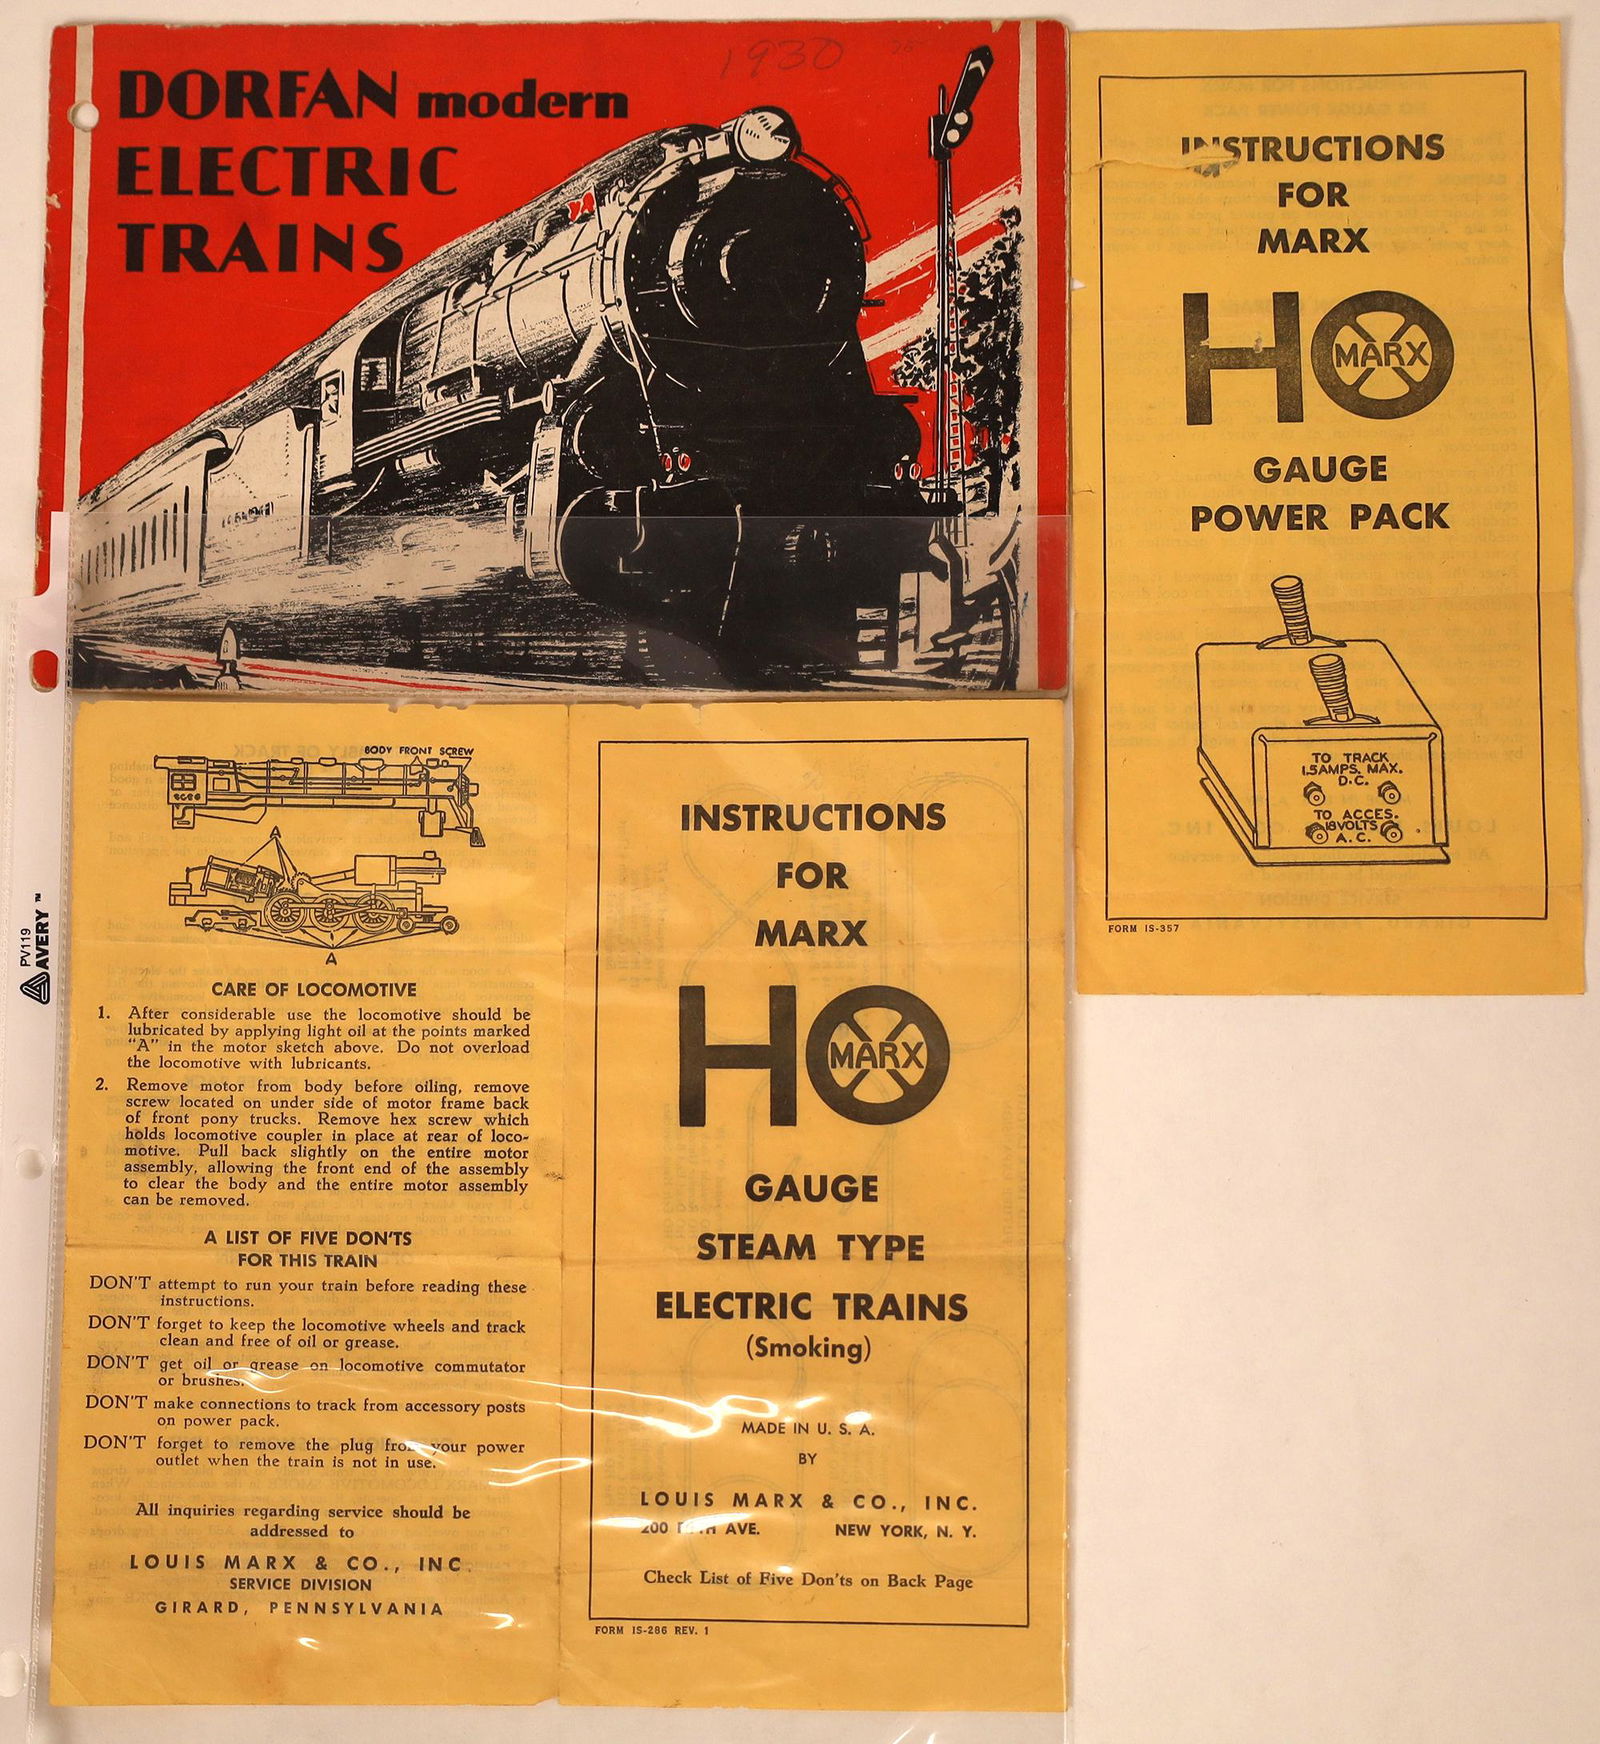 1930
DORFAN modern
ELECTRIC
TRAINS
INSTRUCTIONS
FOR
MARX
HO
MARX
GAUGE
POWER PACK
TO TRACK
1.5AMPS. MAX.
D.C.
TO ACCES.
18VOLTS
A.C.
FORM IS-357
BODY FRONT SCREW
A
A
CARE OF LOCOMOTIVE
1. After considerable use the locomotive should be
lubricated by applying light oil at the points marked
"A" in the motor sketch above. Do not overload
the locomotive with lubricants.
2. Remove motor from body before oiling, remove
screw located on under side of motor frame back
of front pony trucks. Remove hex screw which
holds locomotive coupler in place at rear of loco-
motive. Pull back slightly on the entire motor
assembly, allowing the front end of the assembly
to clear the body and the entire motor assembly
can be removed.
A LIST OF FIVE DON'TS
FOR THIS TRAIN
DON'T attempt to run your train before reading these
instructions.
DON'T forget to keep the locomotive wheels and track
clean and free of oil or grease.
DON'T get oil or grease on locomotive commutator
or brushes.
DON'T make connections to track from accessory posts
on power pack.
DON'T forget to remove the plug from your power
outlet when the train is not in use.
All inquiries regarding service should be
addressed to
LOUIS MARX & CO., INC.
SERVICE DIVISION
GIRARD, PENNSYLVANIA
INSTRUCTIONS
FOR
MARX
HO
MARX
GAUGE
STEAM TYPE
ELECTRIC TRAINS
(Smoking)
MADE IN U. S. A.
BY
LOUIS MARX & CO., INC.
200 AVE. NEW YORK, N. Y.
Check List of Five Don'ts on Back Page
FORM IS-286 REV. 1
PV119
AVERY™